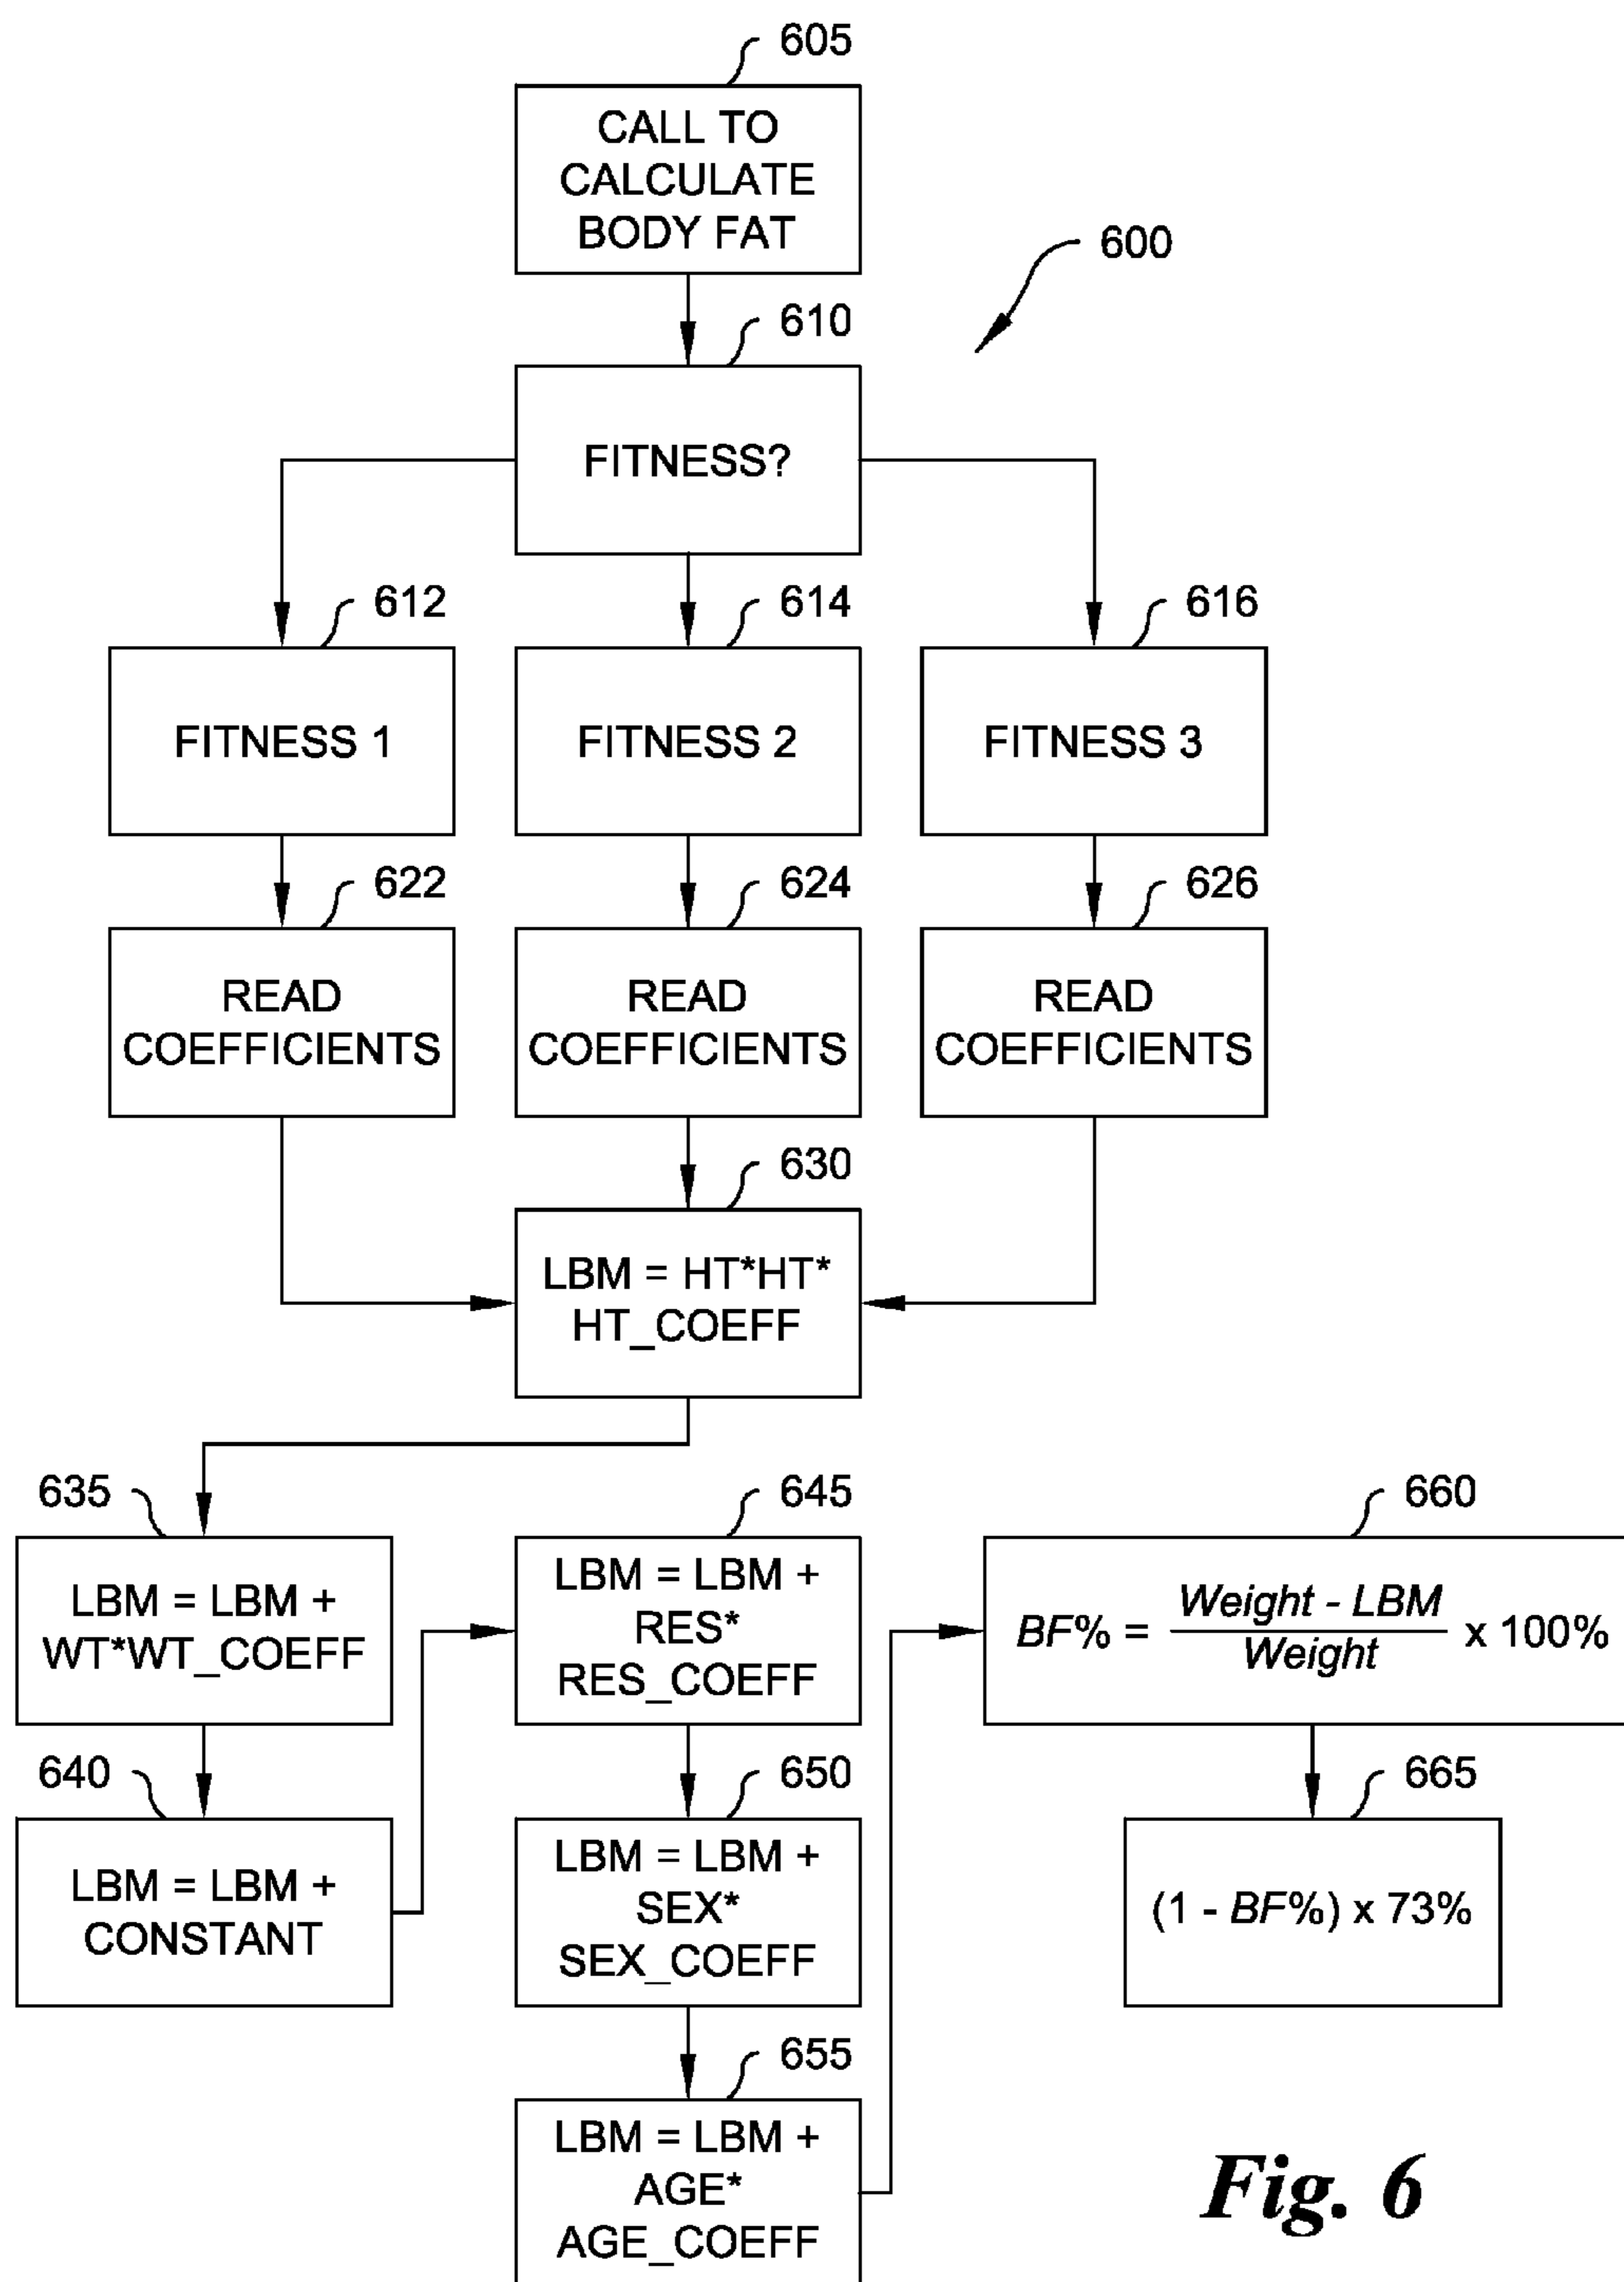 605
CALL TO
CALCULATE
BODY FAT
600
610
FITNESS?
612
614
616
FITNESS 1
FITNESS 2
FITNESS 3
622
624
626
READ
COEFFICIENTS
READ
COEFFICIENTS
READ
COEFFICIENTS
630
LBM = HT*HT*
HT_COEFF
635
LBM = LBM +
WT*WT_COEFF
640
LBM = LBM +
CONSTANT
645
LBM = LBM +
RES*
RES_COEFF
650
LBM = LBM +
SEX*
SEX_COEFF
655
LBM = LBM +
AGE*
AGE_COEFF
660
BF% = Weight - LBM / Weight x 100%
665
(1 - BF%) x 73%
Fig. 6